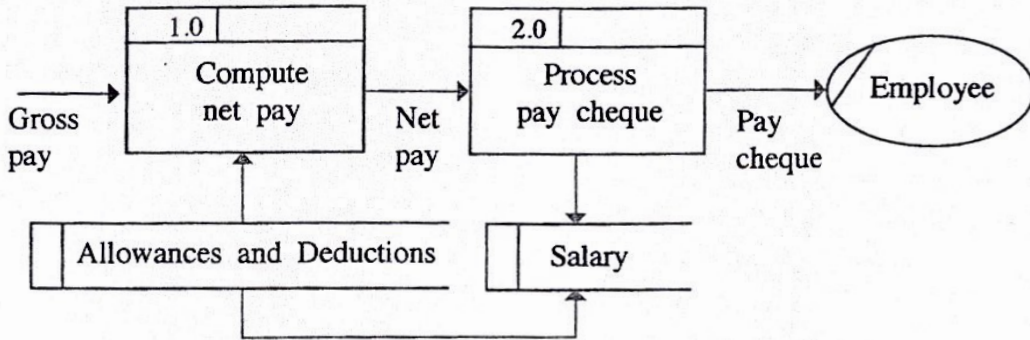 1.0
Compute
net pay
2.0
Process
pay cheque
Employee
Gross
pay
Net
pay
Pay
cheque
Allowances and Deductions
Salary